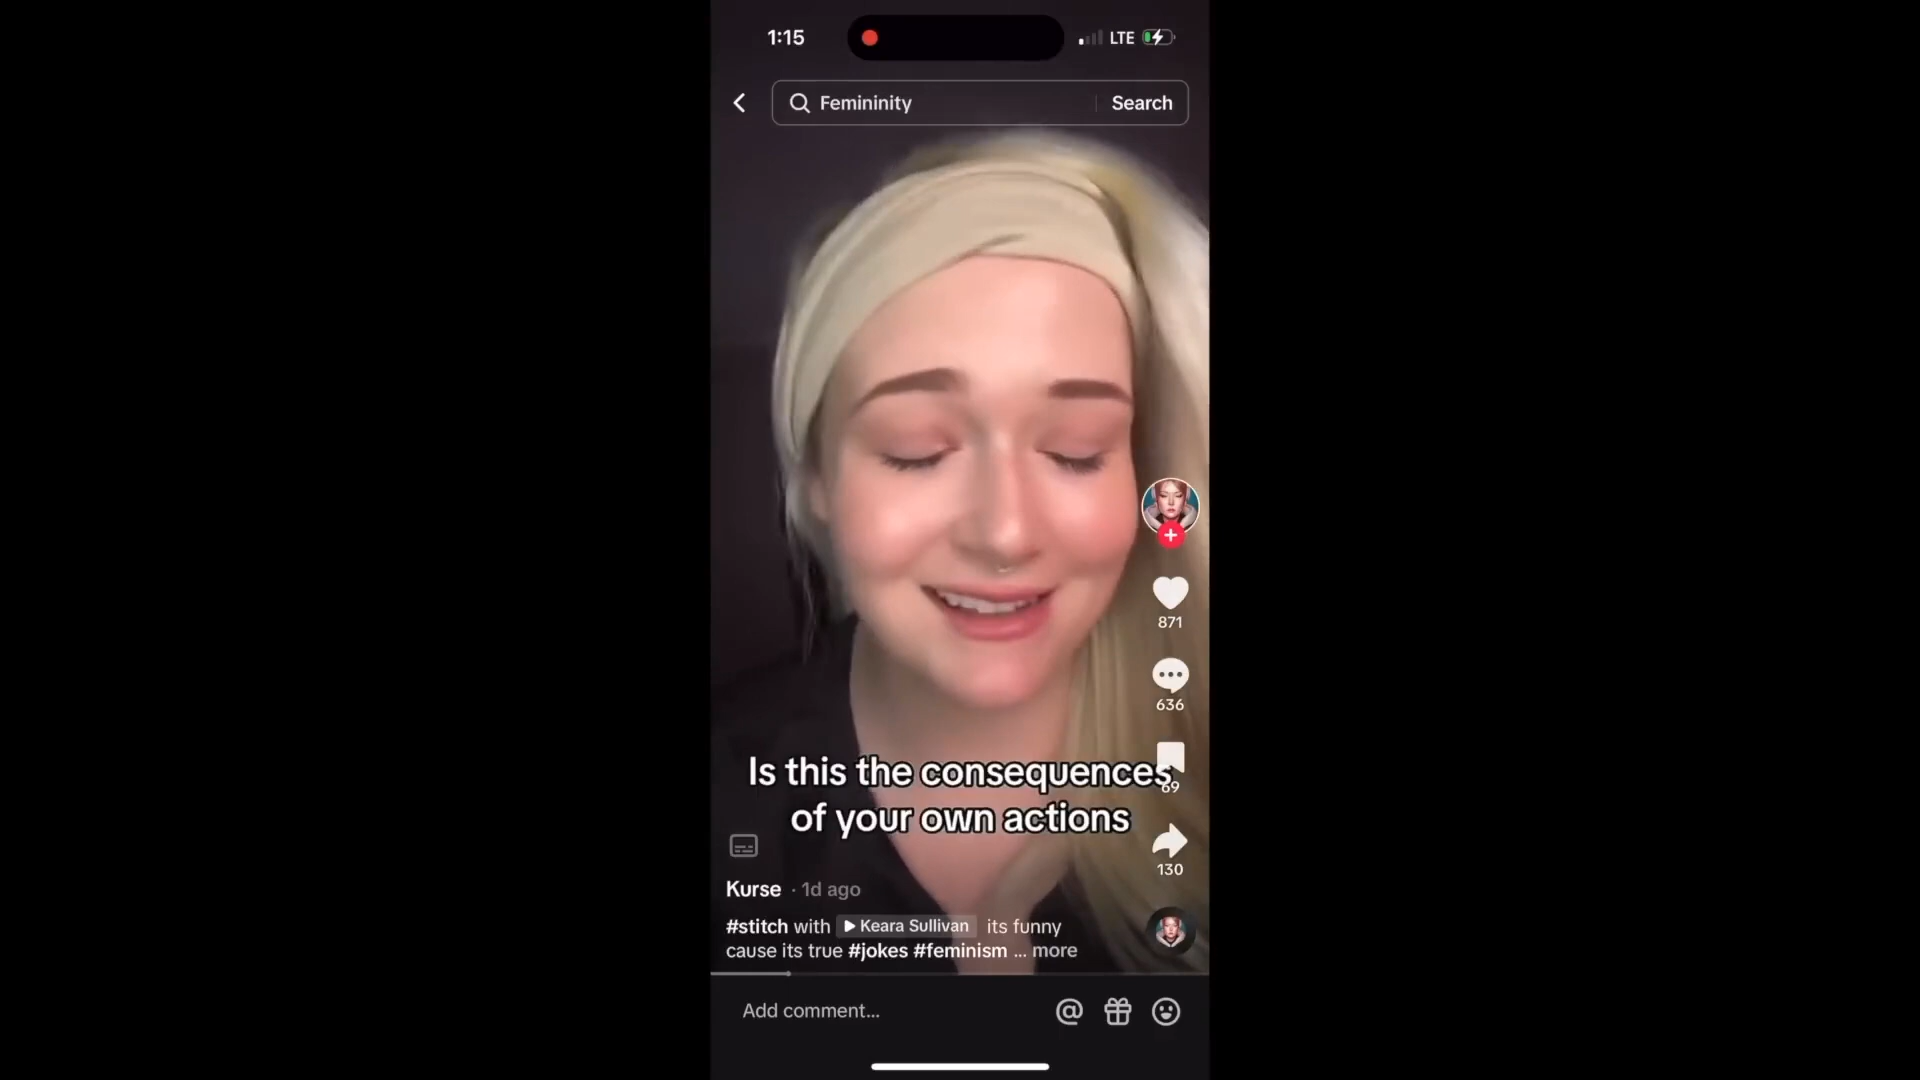 1:15
LTE
Femininity
Search
871
636
69
130
Is this the consequences
of your own actions
Kurse · 1d ago
#stitch with Keara Sullivan its funny
cause its true #jokes #feminism ... more
Add comment...